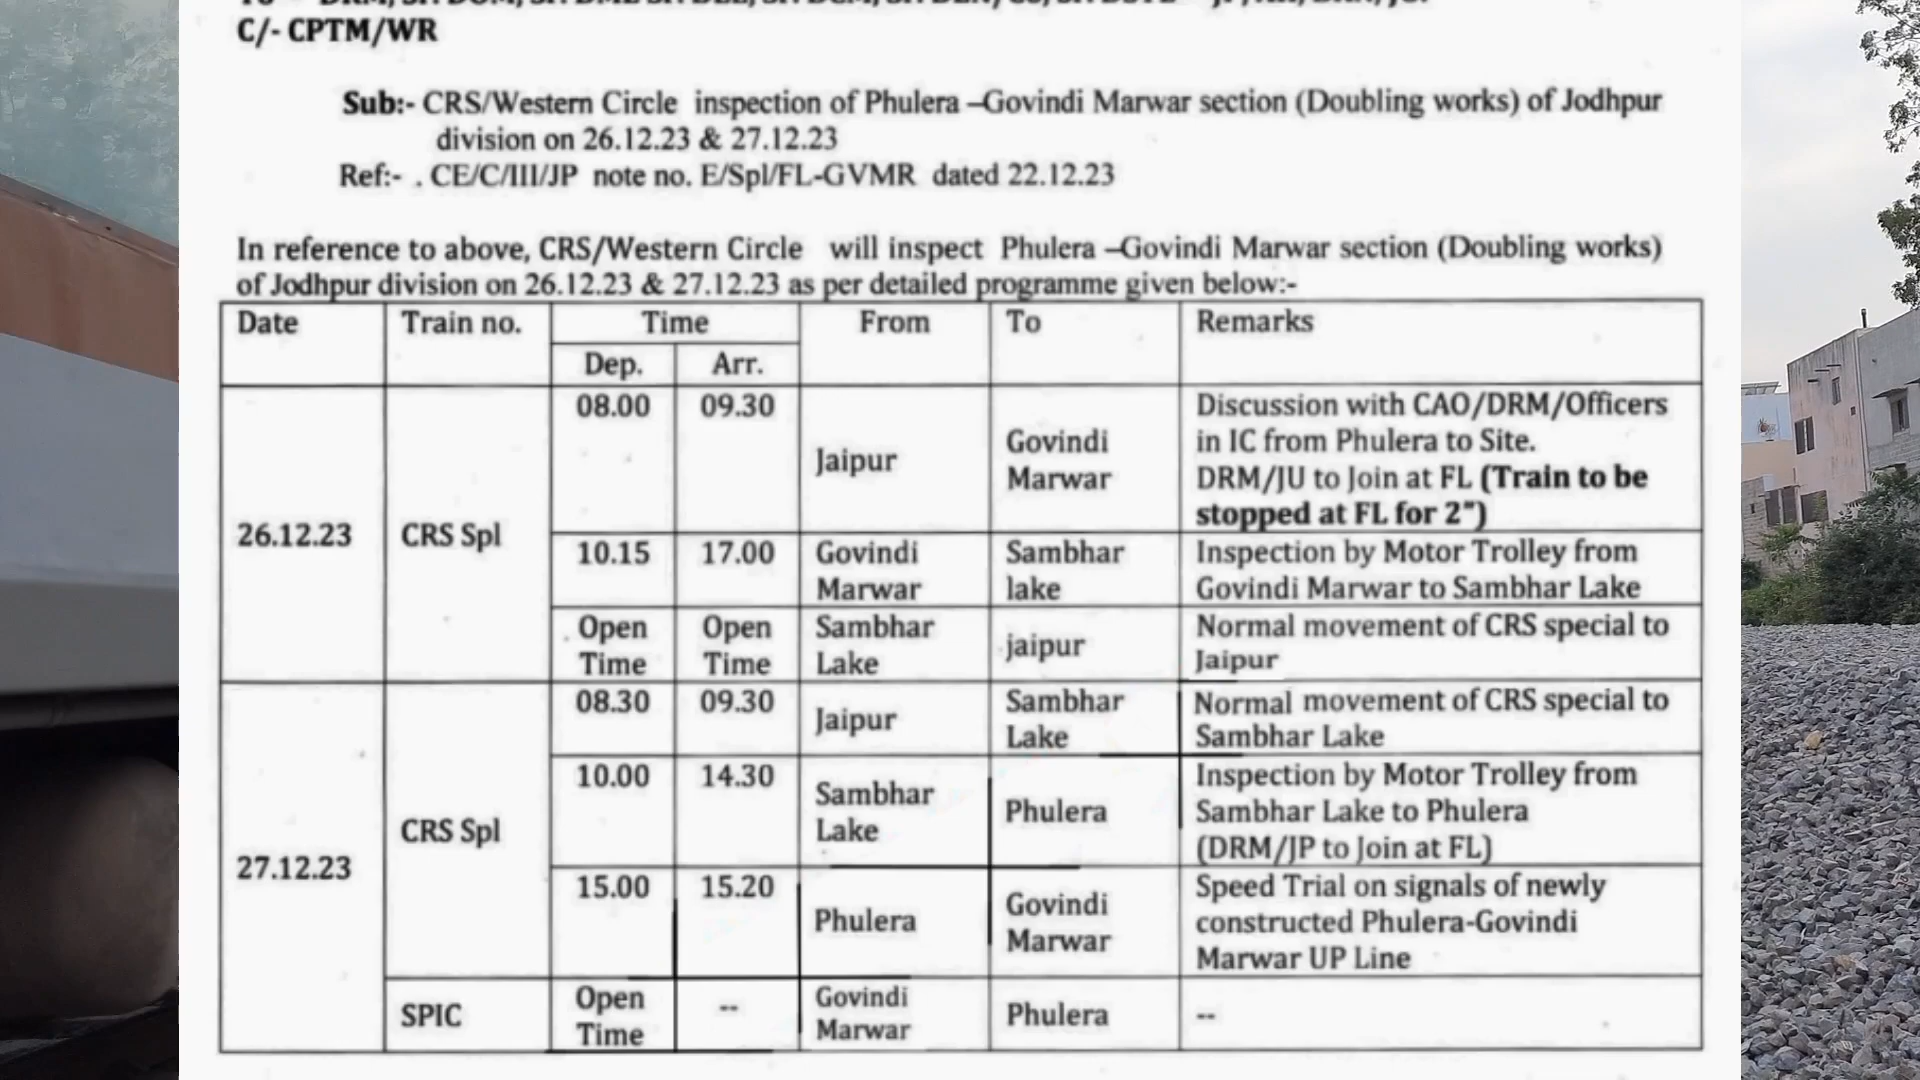 C/- CPTM/WR
Sub:- CRS/Western Circle inspection of Phulera –Govindi Marwar section (Doubling works) of Jodhpur
division on 26.12.23 & 27.12.23
Ref:- . CE/C/III/JP note no. E/Spl/FL-GVMR dated 22.12.23
In reference to above, CRS/Western Circle will inspect Phulera –Govindi Marwar section (Doubling works)
of Jodhpur division on 26.12.23 & 27.12.23 as per detailed programme given below:-
Date Train no. Time From To Remarks
Dep. Arr.
26.12.23 CRS Spl
08.00 09.30 Jaipur
Govindi
Marwar
Discussion with CAO/DRM/Officers
in IC from Phulera to Site.
DRM/JU to Join at FL (Train to be
stopped at FL for 2")
10.15 17.00
Govindi
Marwar
Sambhar
lake
Inspection by Motor Trolley from
Govindi Marwar to Sambhar Lake
Open
Time
Open
Time
Sambhar
Lake
jaipur
Normal movement of CRS special to
Jaipur
27.12.23 CRS Spl
08.30 09.30 Jaipur
Sambhar
Lake
Normal movement of CRS special to
Sambhar Lake
10.00 14.30
Sambhar
Lake
Phulera
Inspection by Motor Trolley from
Sambhar Lake to Phulera
(DRM/JP to Join at FL)
15.00 15.20 Phulera
Govindi
Marwar
Speed Trial on signals of newly
constructed Phulera-Govindi
Marwar UP Line
SPIC
Open
Time
--
Govindi
Marwar
Phulera
--